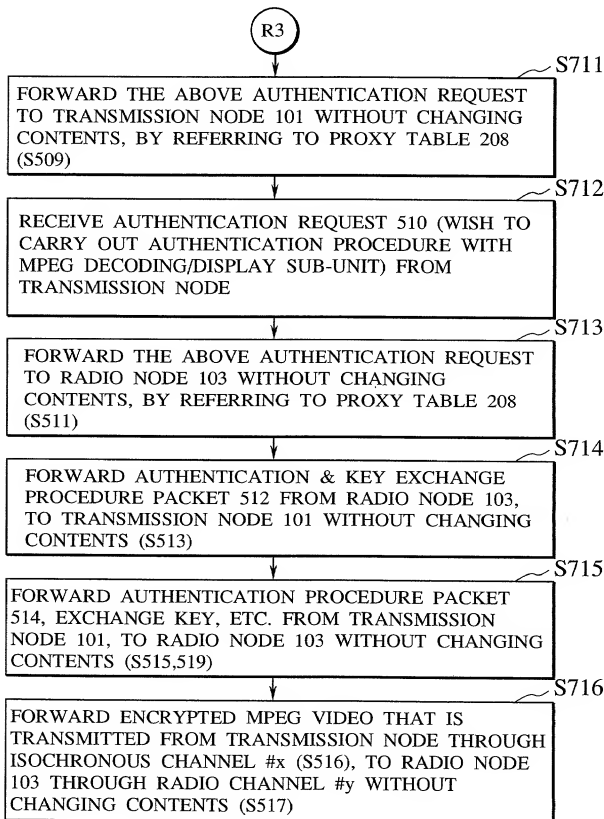 R3
S711
FORWARD THE ABOVE AUTHENTICATION REQUEST
TO TRANSMISSION NODE 101 WITHOUT CHANGING
CONTENTS, BY REFERRING TO PROXY TABLE 208
(S509)
S712
RECEIVE AUTHENTICATION REQUEST 510 (WISH TO
CARRY OUT AUTHENTICATION PROCEDURE WITH
MPEG DECODING/DISPLAY SUB-UNIT) FROM
TRANSMISSION NODE
S713
FORWARD THE ABOVE AUTHENTICATION REQUEST
TO RADIO NODE 103 WITHOUT CHANGING
CONTENTS, BY REFERRING TO PROXY TABLE 208
(S511)
S714
FORWARD AUTHENTICATION & KEY EXCHANGE
PROCEDURE PACKET 512 FROM RADIO NODE 103,
TO TRANSMISSION NODE 101 WITHOUT CHANGING
CONTENTS (S513)
S715
FORWARD AUTHENTICATION PROCEDURE PACKET
514, EXCHANGE KEY, ETC. FROM TRANSMISSION
NODE 101, TO RADIO NODE 103 WITHOUT CHANGING
CONTENTS (S515,519)
S716
FORWARD ENCRYPTED MPEG VIDEO THAT IS
TRANSMITTED FROM TRANSMISSION NODE THROUGH
ISOCHRONOUS CHANNEL #x (S516), TO RADIO NODE
103 THROUGH RADIO CHANNEL #y WITHOUT
CHANGING CONTENTS (S517)